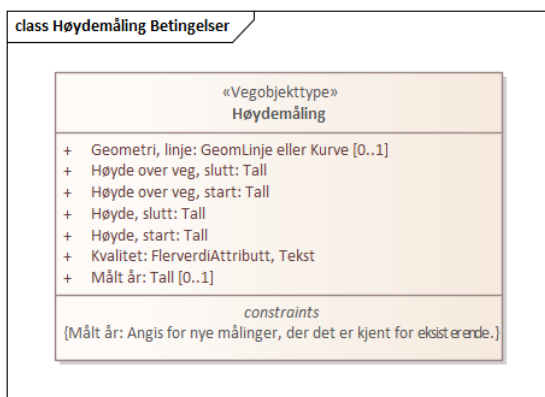 class Høydemåling Betingelser
«Vegobjekttype»
Høydemåling
+ Geometri, linje: GeomLinje eller Kurve [0..1]
+ Høyde over veg, slutt: Tall
+ Høyde over veg, start: Tall
+ Høyde, slutt: Tall
+ Høyde, start: Tall
+ Kvalitet: FlerverdiAttributt, Tekst
+ Målt år: Tall [0..1]
constraints
{Målt år: Angis for nye målinger, der det er kjent for eksisterende.}